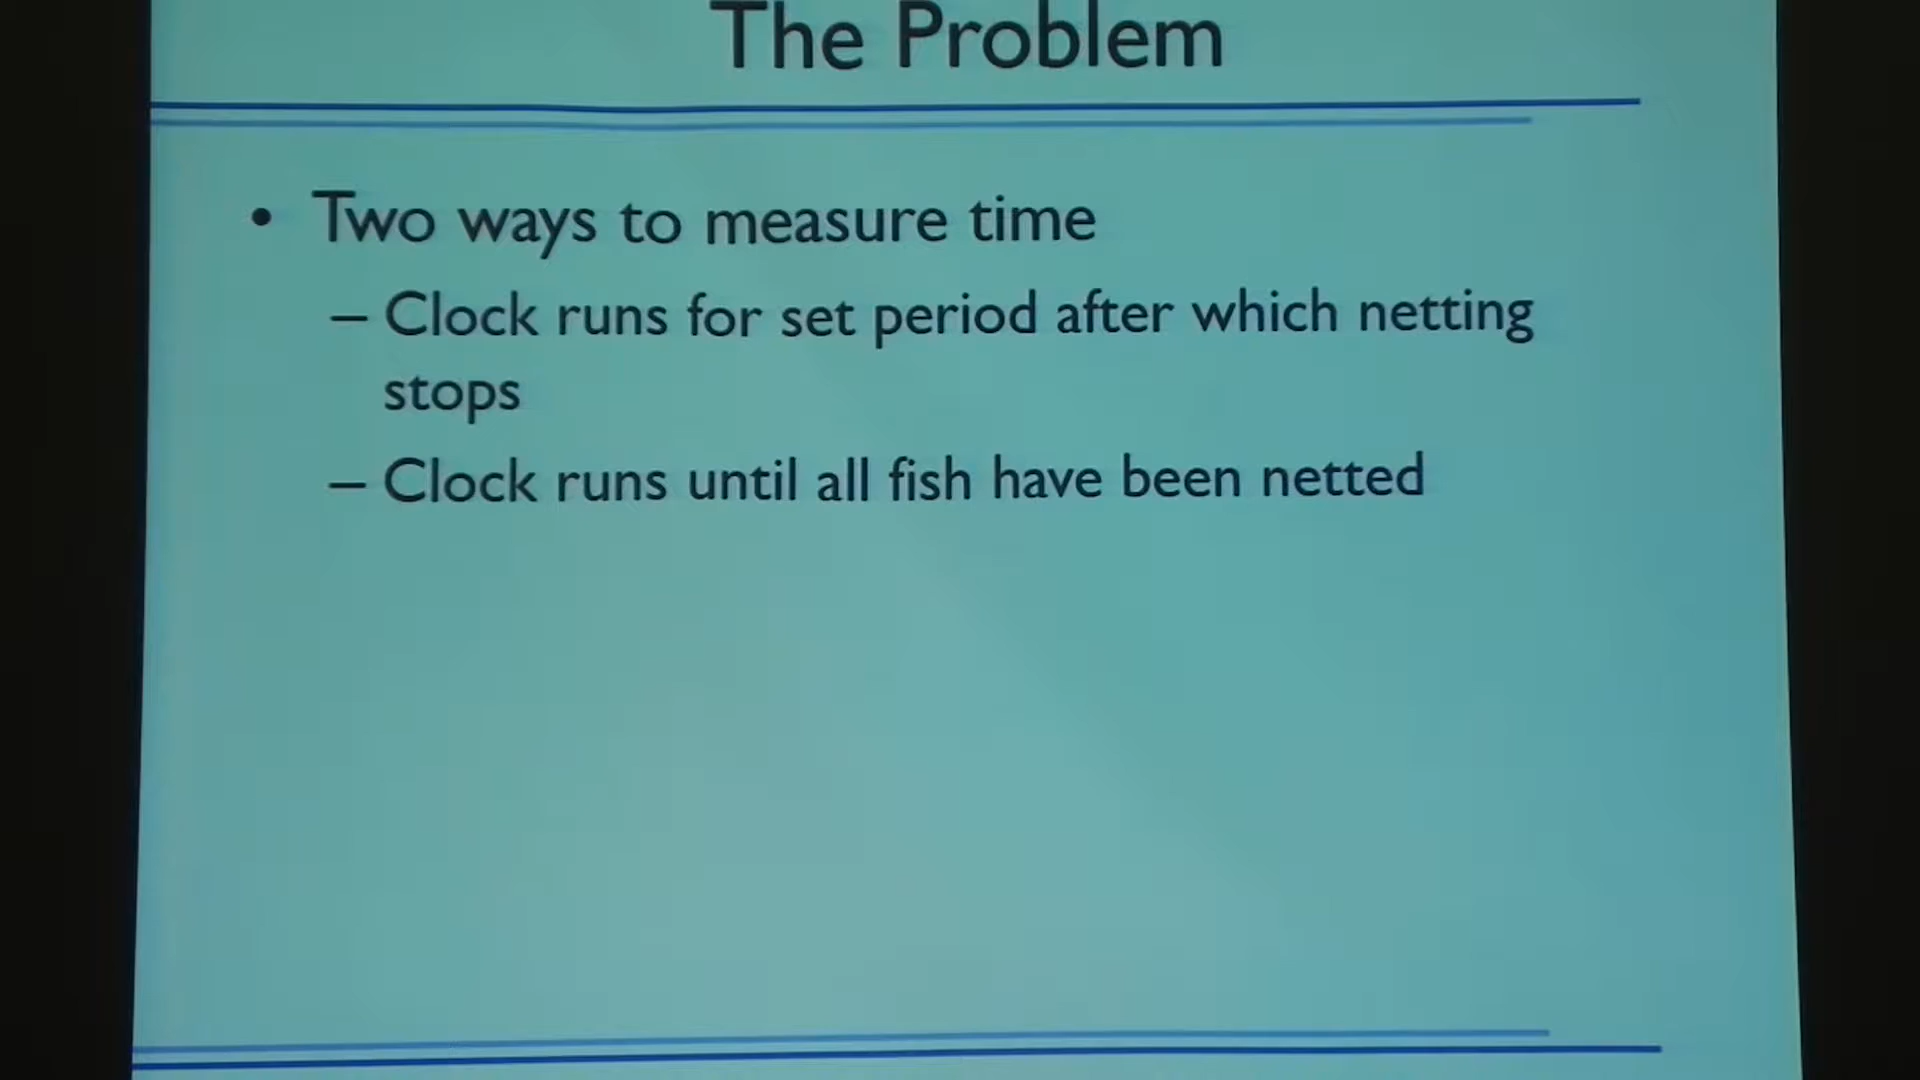 The Problem
• Two ways to measure time
– Clock runs for set period after which netting
stops
– Clock runs until all fish have been netted